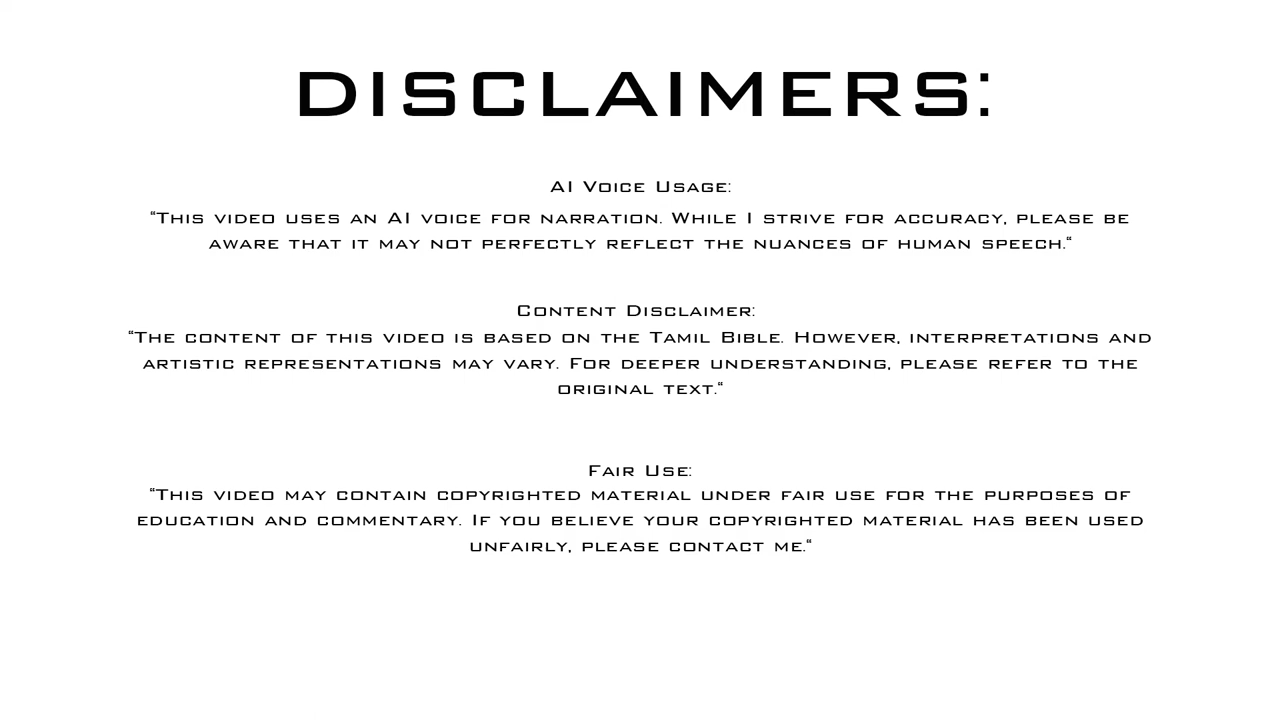 DISCLAIMERS:
AI Voice Usage:
“This video uses an AI voice for narration. While I strive for accuracy, please be
aware that it may not perfectly reflect the nuances of human speech.“
Content Disclaimer:
“The content of this video is based on the Tamil Bible. However, interpretations and
artistic representations may vary. For deeper understanding, please refer to the
original text.“
Fair Use:
“This video may contain copyrighted material under fair use for the purposes of
education and commentary. If you believe your copyrighted material has been used
unfairly, please contact me.“